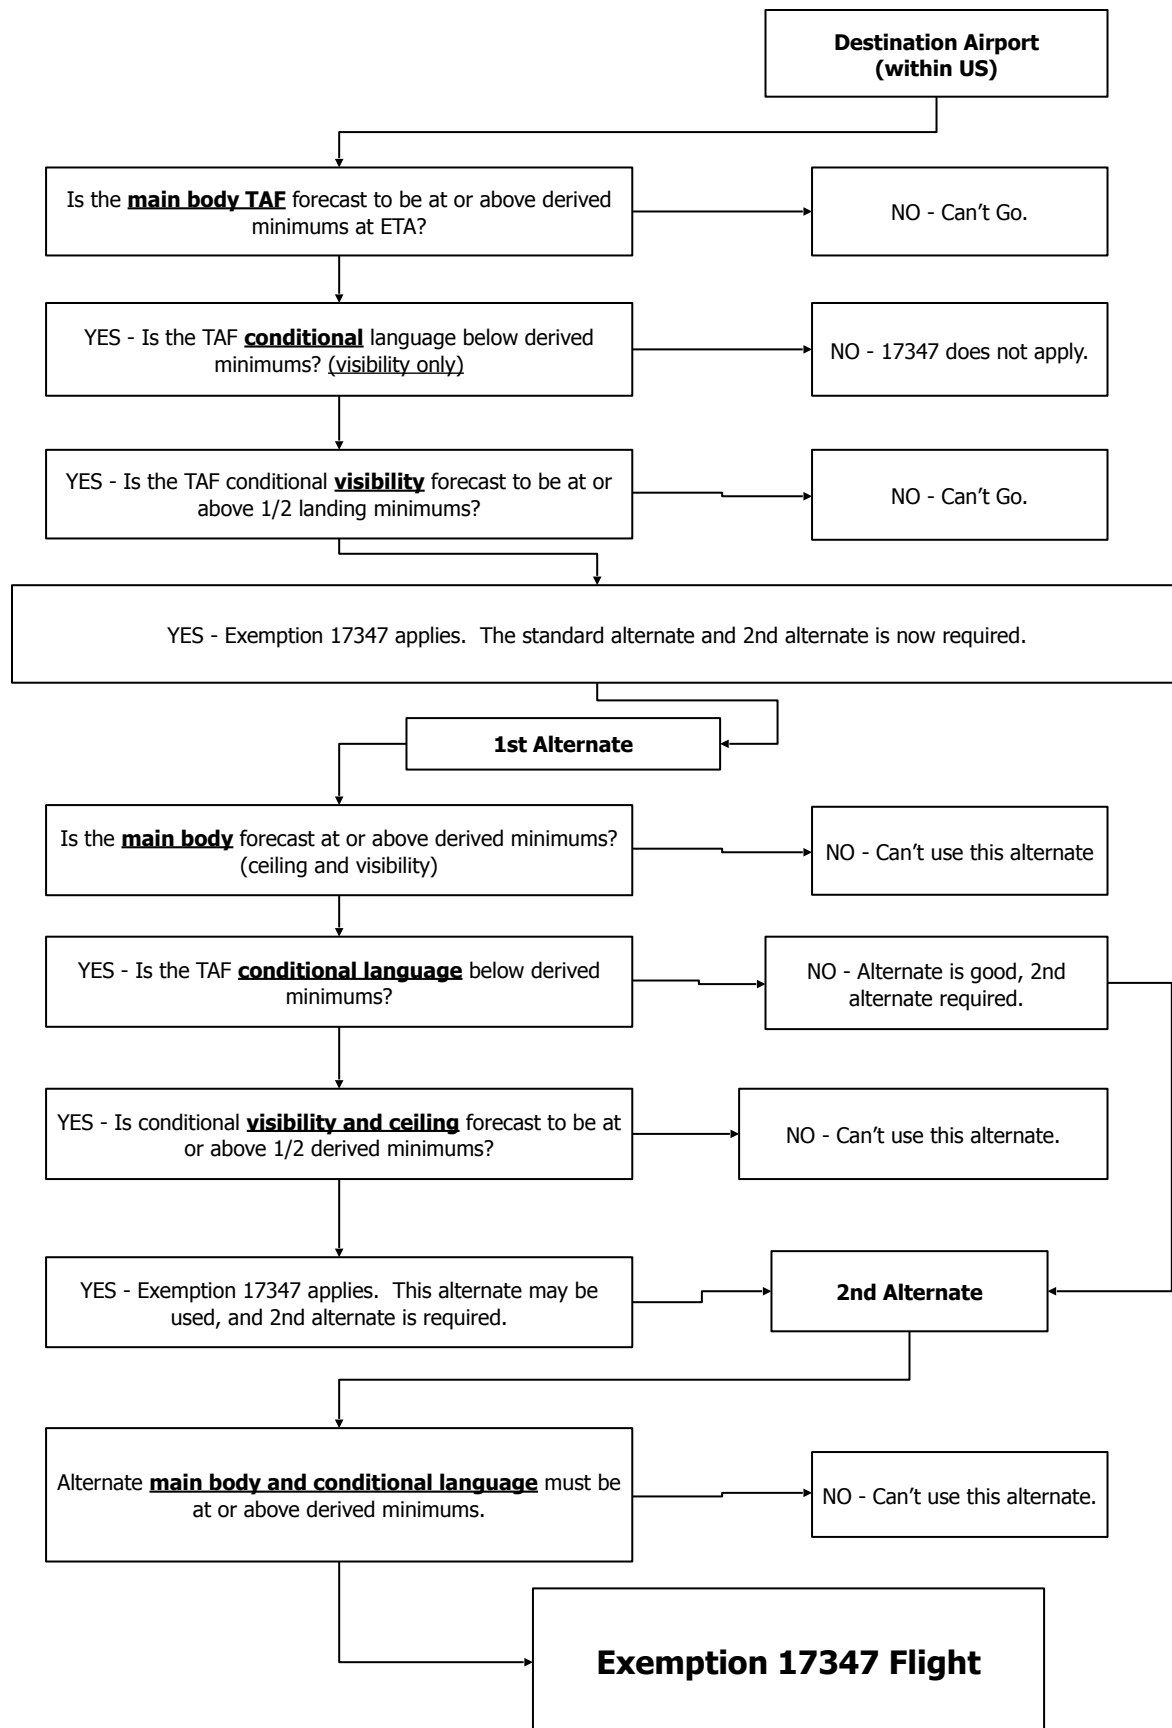 Destination Airport
(within US)
Is the main body TAF forecast to be at or above derived
minimums at ETA?
NO - Can't Go.
YES - Is the TAF conditional language below derived
minimums? (visibility only)
NO - 17347 does not apply.
YES - Is the TAF conditional visibility forecast to be at or
above 1/2 landing minimums?
NO - Can't Go.
YES - Exemption 17347 applies.  The standard alternate and 2nd alternate is now required.
1st Alternate
Is the main body forecast at or above derived minimums?
(ceiling and visibility)
NO - Can't use this alternate
YES - Is the TAF conditional language below derived
minimums?
NO - Alternate is good, 2nd
alternate required.
YES - Is conditional visibility and ceiling forecast to be at
or above 1/2 derived minimums?
NO - Can't use this alternate.
YES - Exemption 17347 applies.  This alternate may be
used, and 2nd alternate is required.
2nd Alternate
Alternate main body and conditional language must be
at or above derived minimums.
NO - Can't use this alternate.
Exemption 17347 Flight